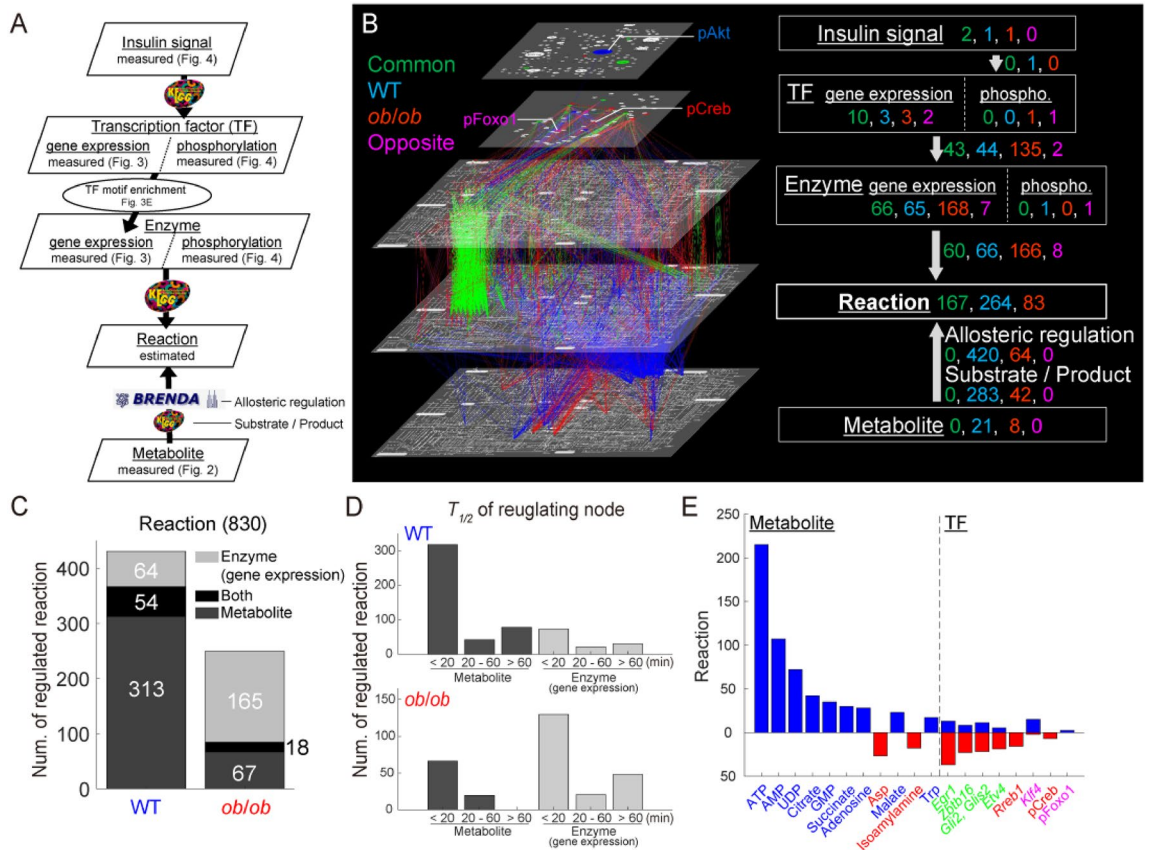 A
Insulin signal
measured (Fig. 4)
KEGG
Transcription factor (TF)
gene expression phosphorylation
measured (Fig. 3) measured (Fig. 4)
TF motif enrichment
Fig. 3E
Enzyme
gene expression phosphorylation
measured (Fig. 3) measured (Fig. 4)
KEGG
Reaction
estimated
BRENDA Allosteric regulation
KEGG Substrate / Product
Metabolite
measured (Fig. 2)
B
Common
WT
ob/ob
Opposite
pAkt
pFoxo1
pCreb
Insulin signal 2, 1, 1, 0
0, 1, 0
TF gene expression phospho.
10, 3, 3, 2 0, 0, 1, 1
43, 44, 135, 2
Enzyme gene expression phospho.
66, 65, 168, 7 0, 1, 0, 1
60, 66, 166, 8
Reaction 167, 264, 83
Allosteric regulation
0, 420, 64, 0
Substrate / Product
0, 283, 42, 0
Metabolite 0, 21, 8, 0
C
Reaction (830)
Num. of regulated reaction
400
300
200
100
0
64
54
313
165
18
67
Enzyme
(gene expression)
Both
Metabolite
WT ob/ob
D
T1/2 of reuglating node
Num. of regulated reaction
WT
300
200
100
0
< 20 20 - 60 > 60 < 20 20 - 60 > 60 (min)
Metabolite Enzyme
(gene expression)
ob/ob
150
100
50
0
< 20 20 - 60 > 60 < 20 20 - 60 > 60 (min)
Metabolite Enzyme
(gene expression)
E
Metabolite TF
Reaction
250
200
150
100
50
0
50
ATP
AMP
UDP
Citrate
GMP
Succinate
Adenosine
Asp
Malate
Isoamylamine
Trp
Egr1
Zbtb16
Gli2, Glis2
Etv4
Rreb1
Klf4
pCreb
pFoxo1